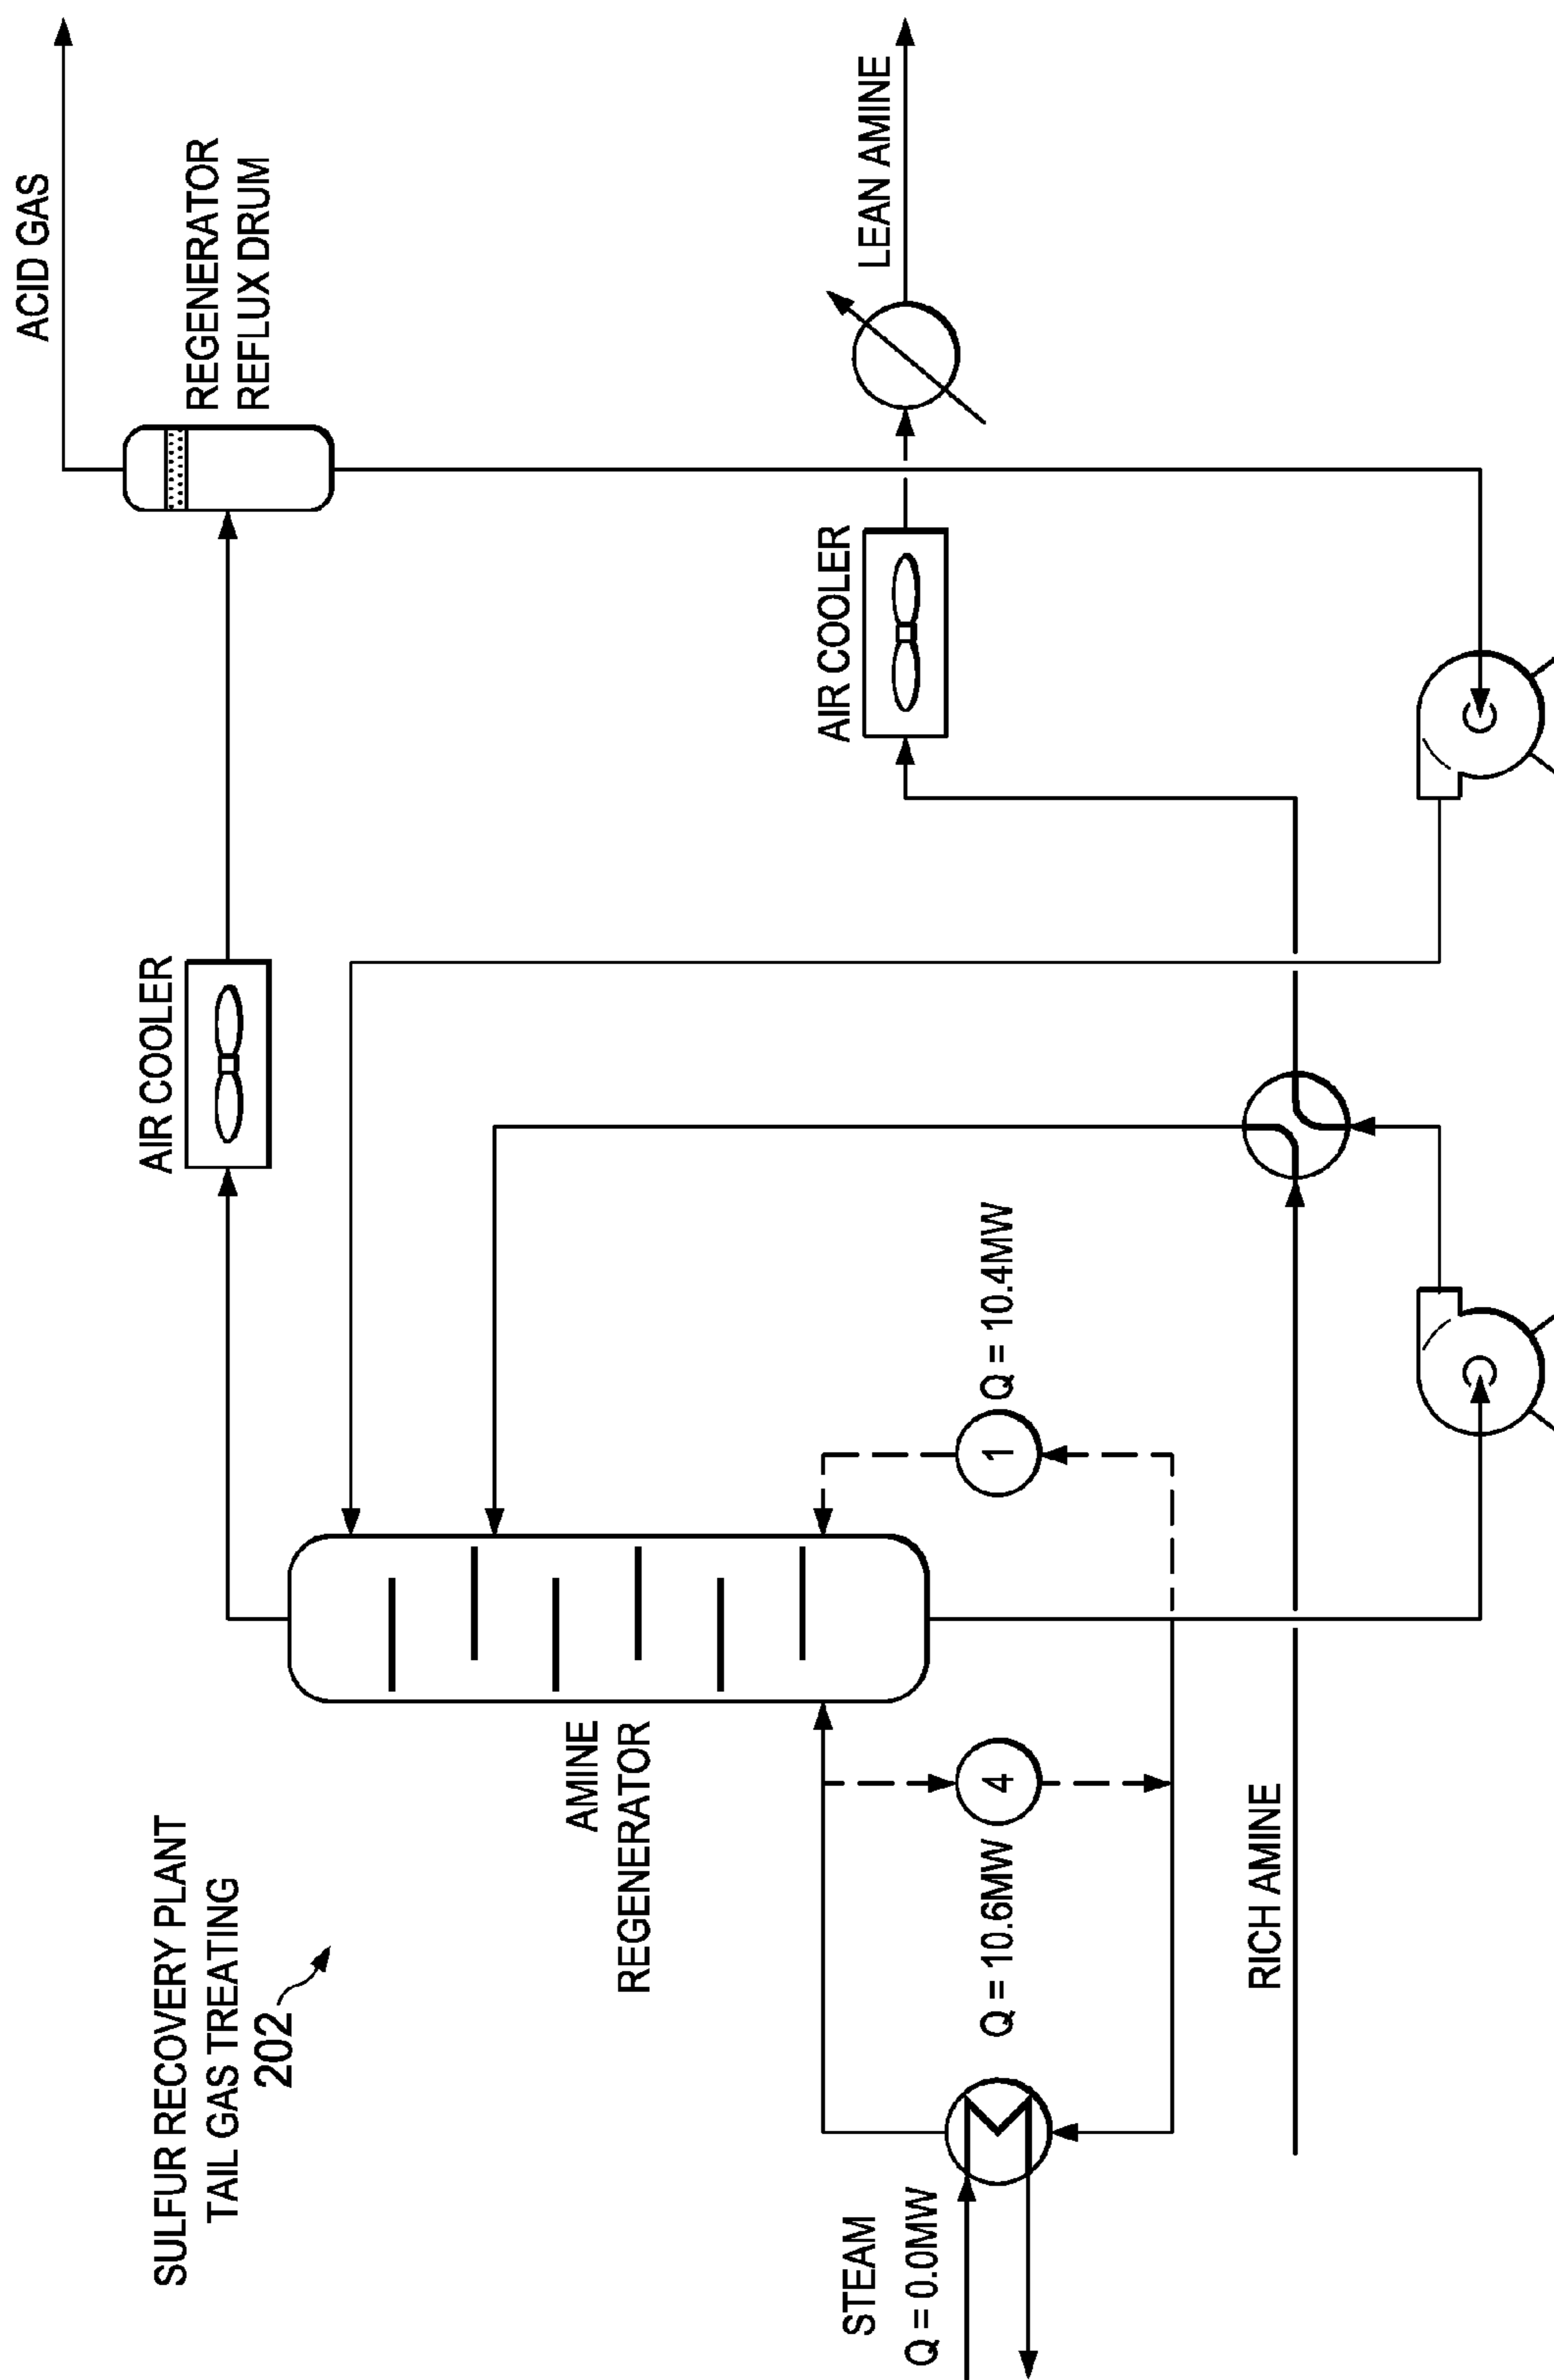 SULFUR RECOVERY PLANT
TAIL GAS TREATING
202
ACID GAS
REGENERATOR
REFLUX DRUM
AIR COOLER
AIR COOLER
LEAN AMINE
AMINE
REGENERATOR
STEAM
Q = 0.0MW
4
Q = 10.6MW
1
Q = 10.4MW
RICH AMINE